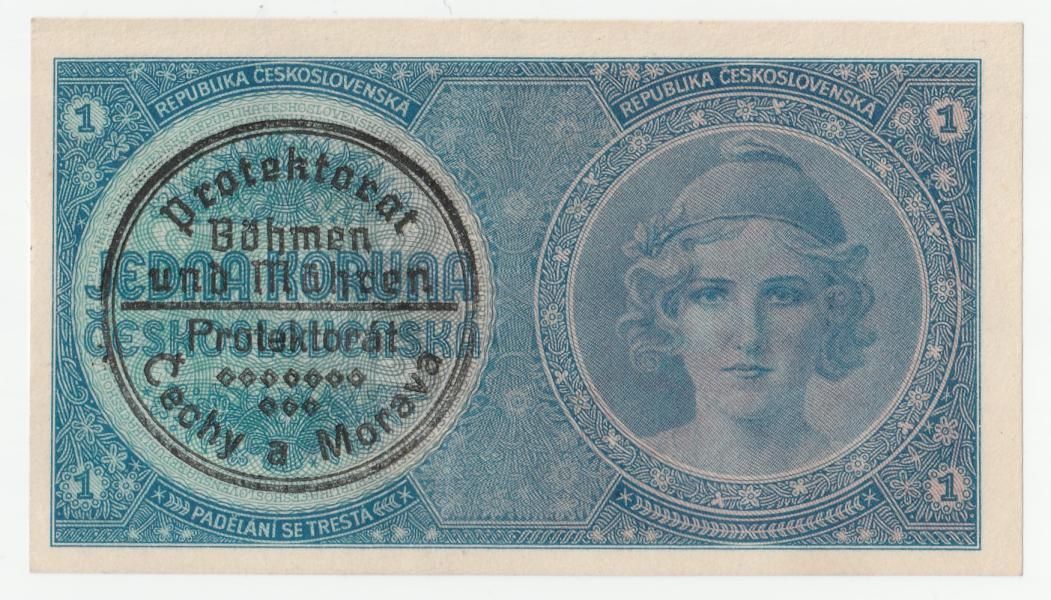 REPUBLIKA ČESKOSLOVENSKÁ
REPUBLIKA ČESKOSLOVENSKÁ
1
1
Protektorat
Böhmen
und Mähren
JEDNA KORUNA
ČESKOSLOVENSKÁ
Protektorát
Čechy a Morava
1
1
PADĚLÁNÍ SE TRESTÁ